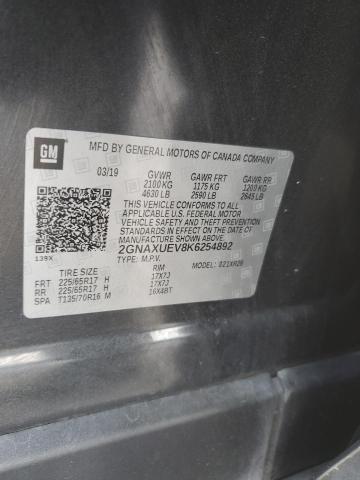 GM
MFD BY GENERAL MOTORS OF CANADA COMPANY
03/19 GVWR GAWR FRT GAWR RR
2100 KG 1175 KG 1200 KG
4630 LB 2590 LB 2645 LB
THIS VEHICLE CONFORMS TO ALL
APPLICABLE U.S. FEDERAL MOTOR
VEHICLE SAFETY AND THEFT PREVENTION
STANDARDS IN EFFECT ON THE DATE OF
MANUFACTURE SHOWN ABOVE.
2GNAXUEV8K6254892
139X TYPE: M.P.V. MODEL:
TIRE SIZE RIM
FRT 225/65R17 H 17X7J
RR 225/65R17 H 17X7J
SPA T135/70R16 M 16X4BT